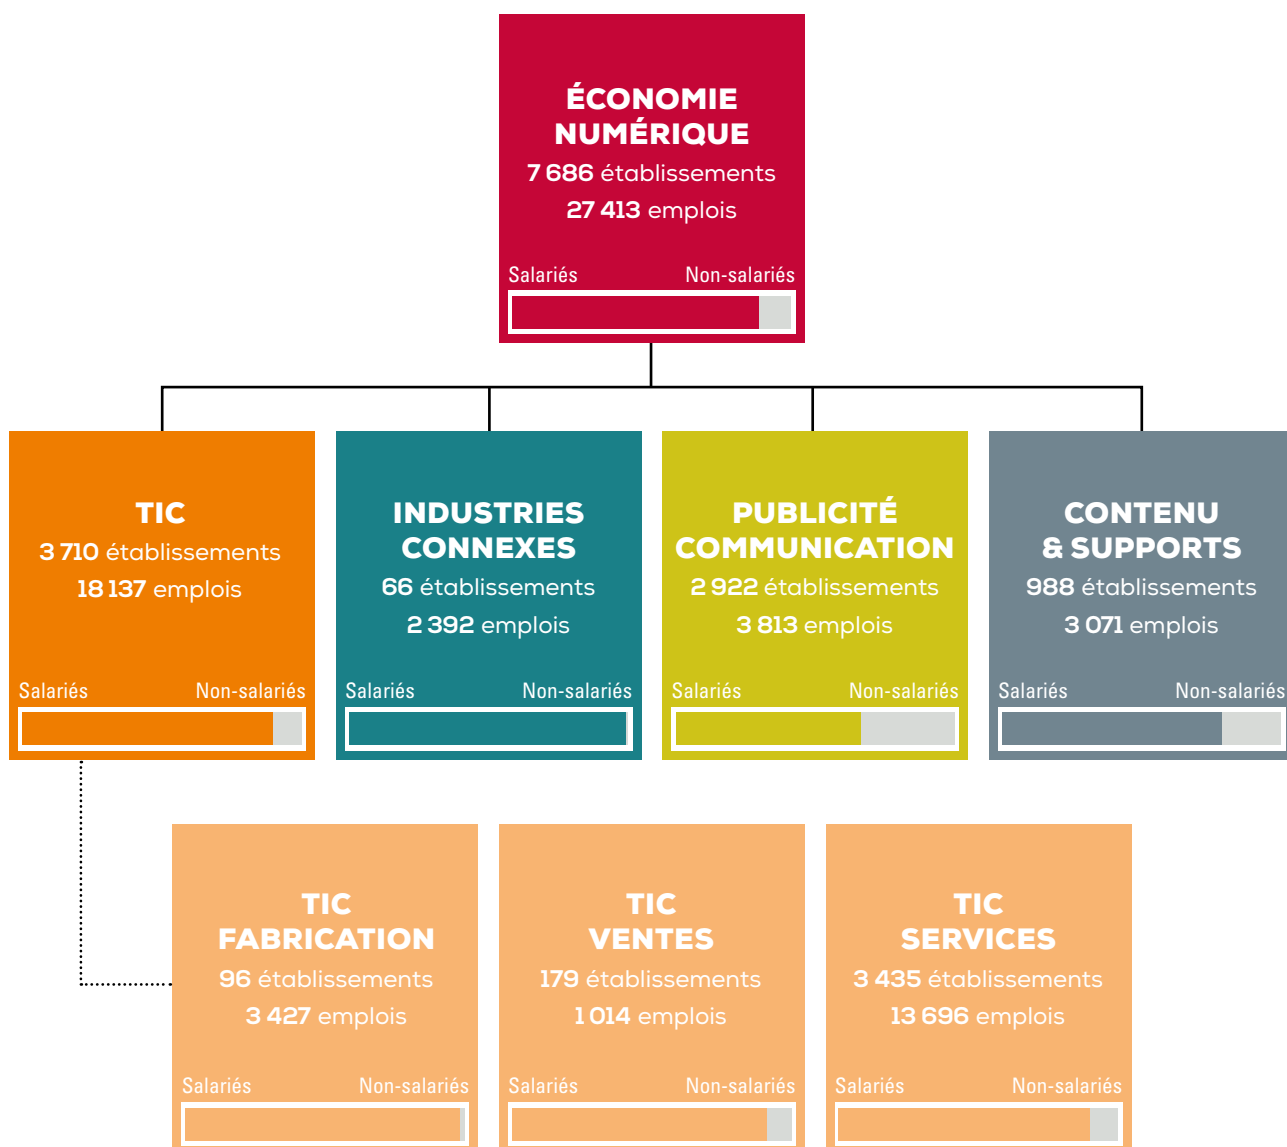 ÉCONOMIE
NUMÉRIQUE
7 686 établissements
27 413 emplois
Salariés Non-salariés
TIC
3 710 établissements
18 137 emplois
Salariés Non-salariés
INDUSTRIES
CONNEXES
66 établissements
2 392 emplois
Salariés Non-salariés
PUBLICITÉ
COMMUNICATION
2 922 établissements
3 813 emplois
Salariés Non-salariés
CONTENU
& SUPPORTS
988 établissements
3 071 emplois
Salariés Non-salariés
TIC
FABRICATION
96 établissements
3 427 emplois
Salariés Non-salariés
TIC
VENTES
179 établissements
1 014 emplois
Salariés Non-salariés
TIC
SERVICES
3 435 établissements
13 696 emplois
Salariés Non-salariés